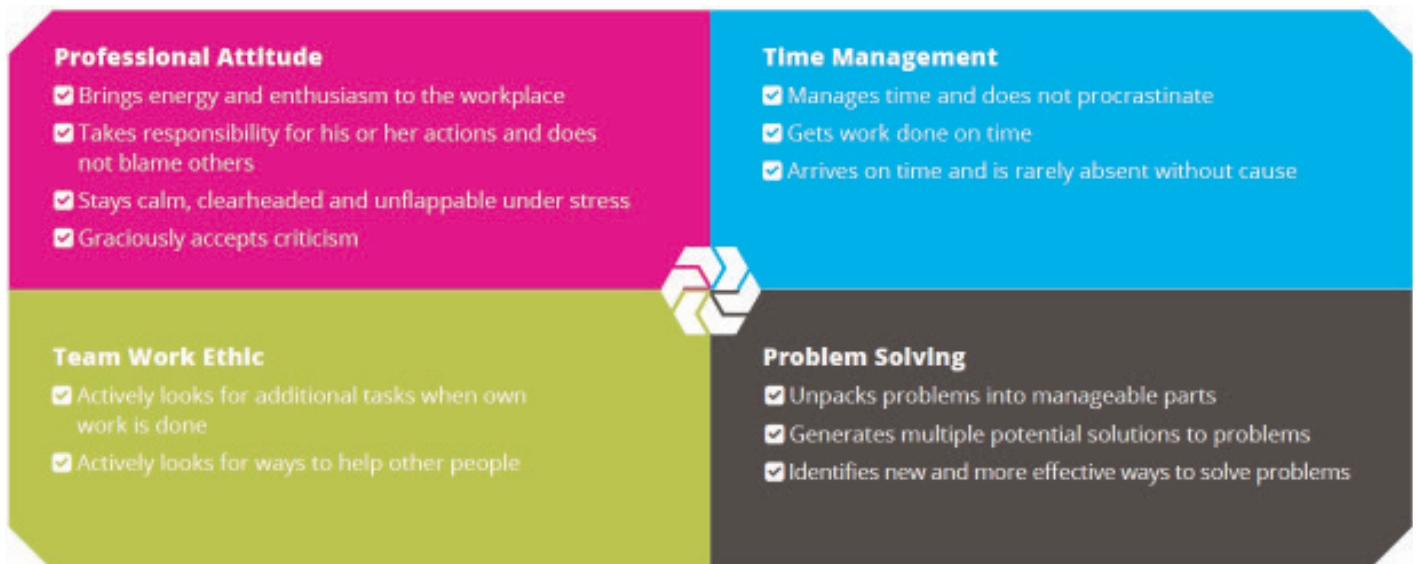 Professional Attitude
Brings energy and enthusiasm to the workplace
Takes responsibility for his or her actions and does
not blame others
Stays calm, clearheaded and unflappable under stress
Graciously accepts criticism
Time Management
Manages time and does not procrastinate
Gets work done on time
Arrives on time and is rarely absent without cause
Team Work Ethic
Actively looks for additional tasks when own
work is done
Actively looks for ways to help other people
Problem Solving
Unpacks problems into manageable parts
Generates multiple potential solutions to problems
Identifies new and more effective ways to solve problems